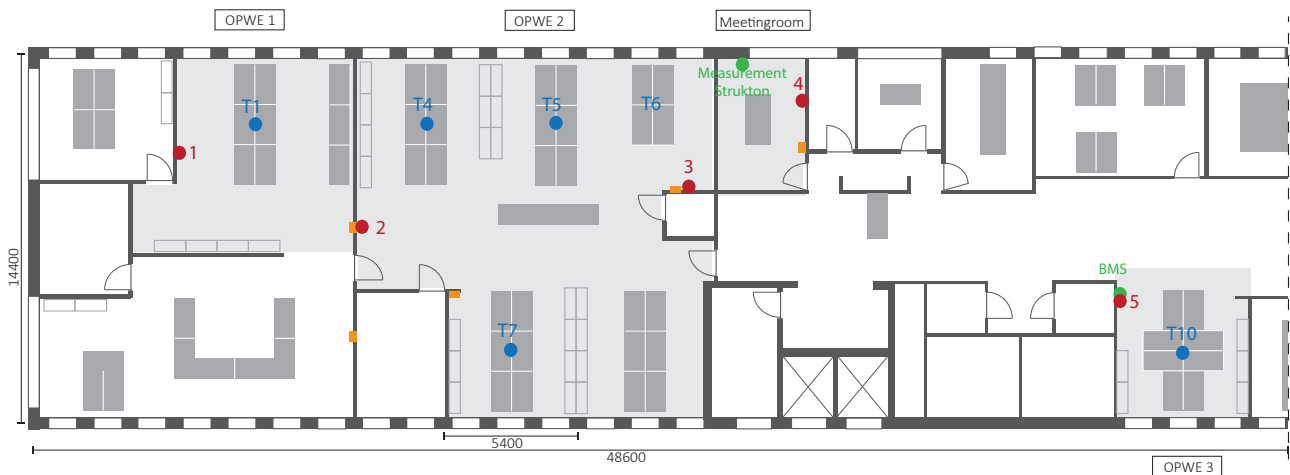 OPWE 1
OPWE 2
Meetingroom
Measurement
Strukton
4
T1
T4
T5
T6
1
3
2
14400
BMS
5
T7
T10
5400
48600
OPWE 3